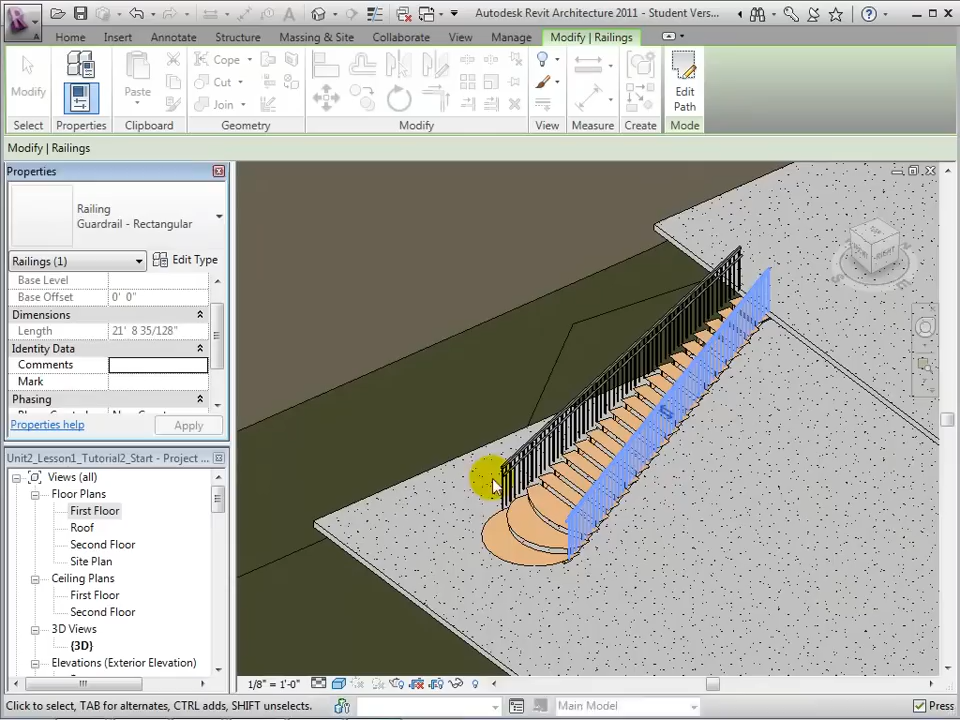 Autodesk Revit Architecture 2011 - Student Vers...
Home Insert Annotate Structure Massing & Site Collaborate View Manage Modify | Railings
Modify
Paste
Cope
Cut
Join
Edit
Path
Select Properties Clipboard Geometry Modify View Measure Create Mode
Modify | Railings
Properties
Railing
Guardrail - Rectangular
Railings (1)
Edit Type
Base Level
Base Offset 0' 0"
Dimensions
Length 21' 8 35/128"
Identity Data
Comments
Mark
Phasing
Properties help
Apply
Unit2_Lesson1_Tutorial2_Start - Project ...
Views (all)
Floor Plans
First Floor
Roof
Second Floor
Site Plan
Ceiling Plans
First Floor
Second Floor
3D Views
{3D}
Elevations (Exterior Elevation)
1/8" = 1'-0"
Click to select, TAB for alternates, CTRL adds, SHIFT unselects.
Main Model
Press